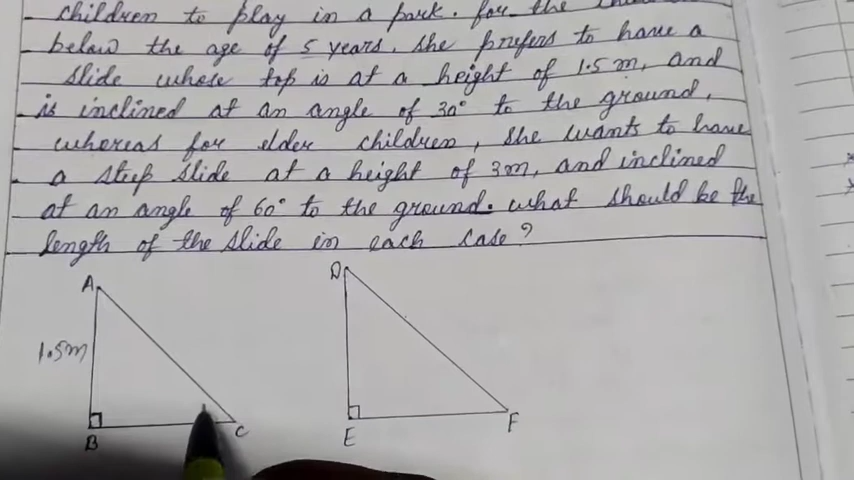 children to play in a park. for the
below the age of 5 years. she prefers to have a
slide whose top is at a height of 1.5 m, and
is inclined at an angle of 30° to the ground,
whereas for elder children, she wants to have
a steep slide at a height of 3m, and inclined
at an angle of 60° to the ground. what should be the
length of the slide in each case?
A D
1.5m
B C E F